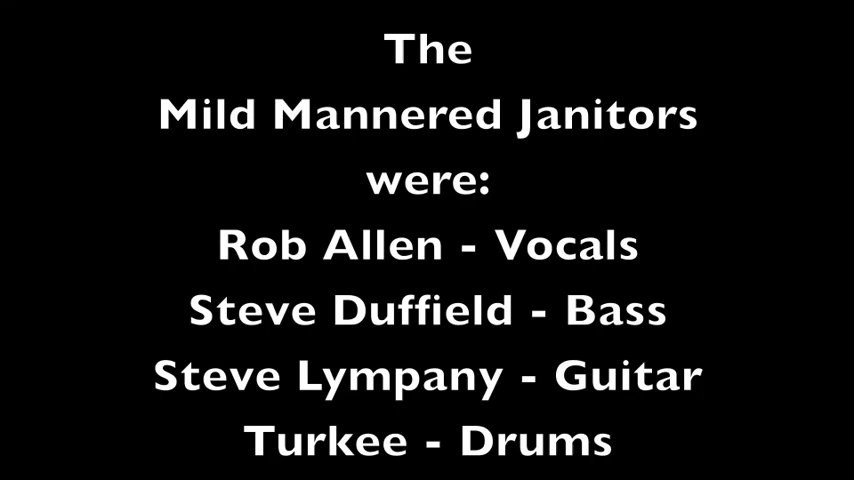 The
Mild Mannered Janitors
were:
Rob Allen - Vocals
Steve Duffield - Bass
Steve Lympany - Guitar
Turkee - Drums